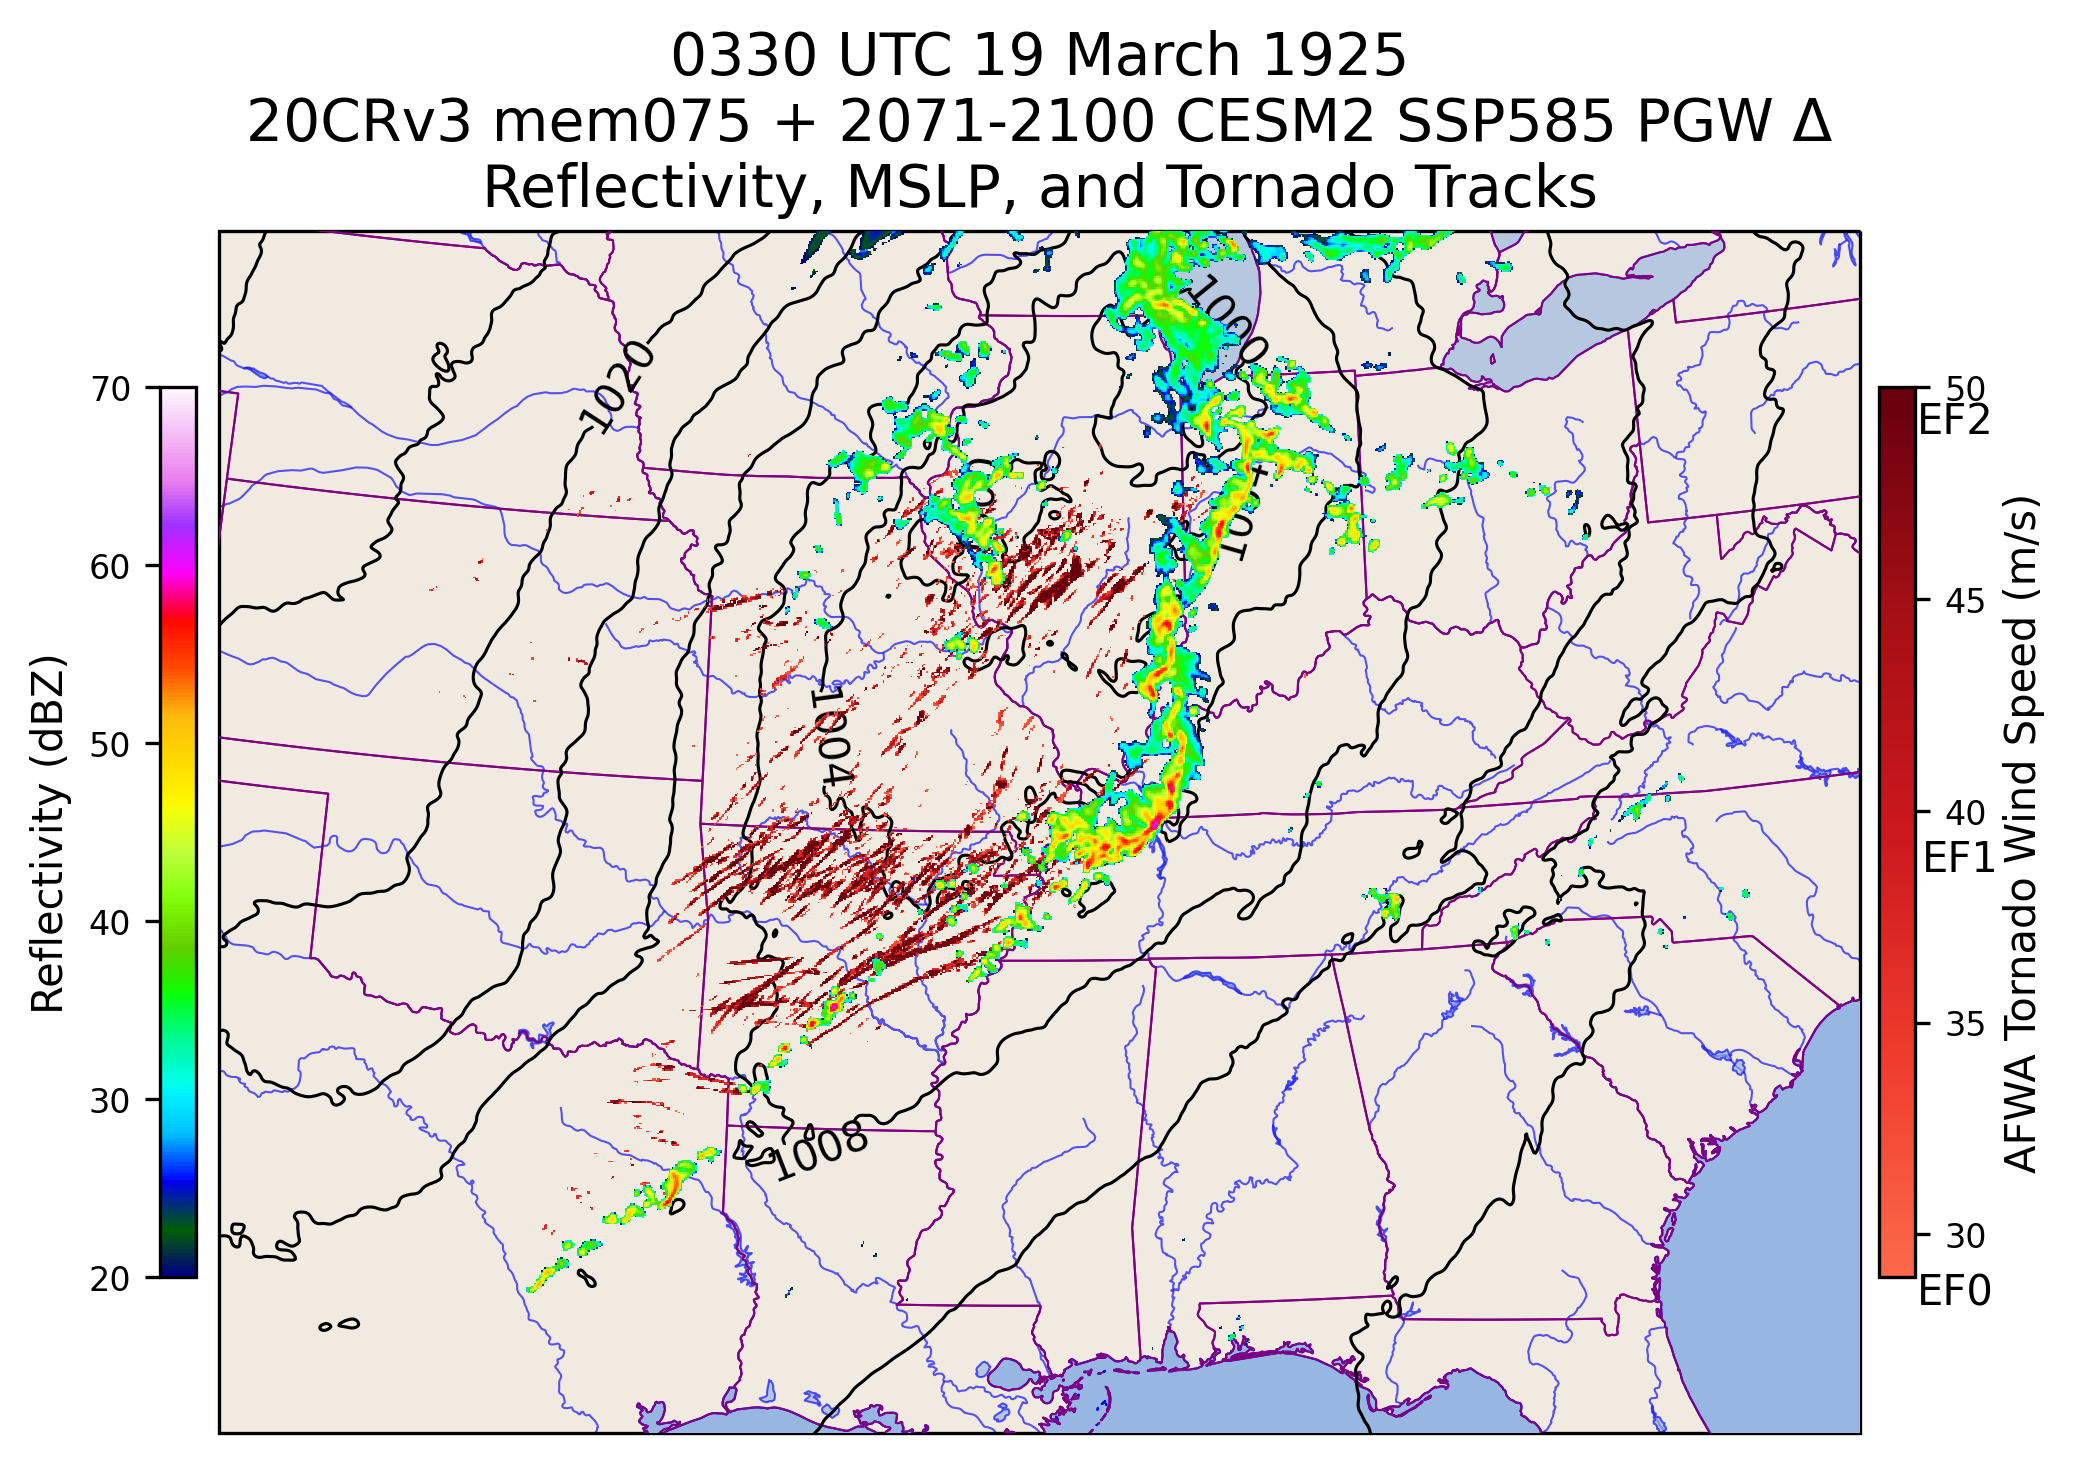 0330 UTC 19 March 1925
20CRv3 mem075 + 2071-2100 CESM2 SSP585 PGW Δ
Reflectivity, MSLP, and Tornado Tracks
70
60
50
40
30
20
Reflectivity (dBZ)
1020
1000
1004
1008
50
EF2
45
40
EF1
35
30
EF0
AFWA Tornado Wind Speed (m/s)